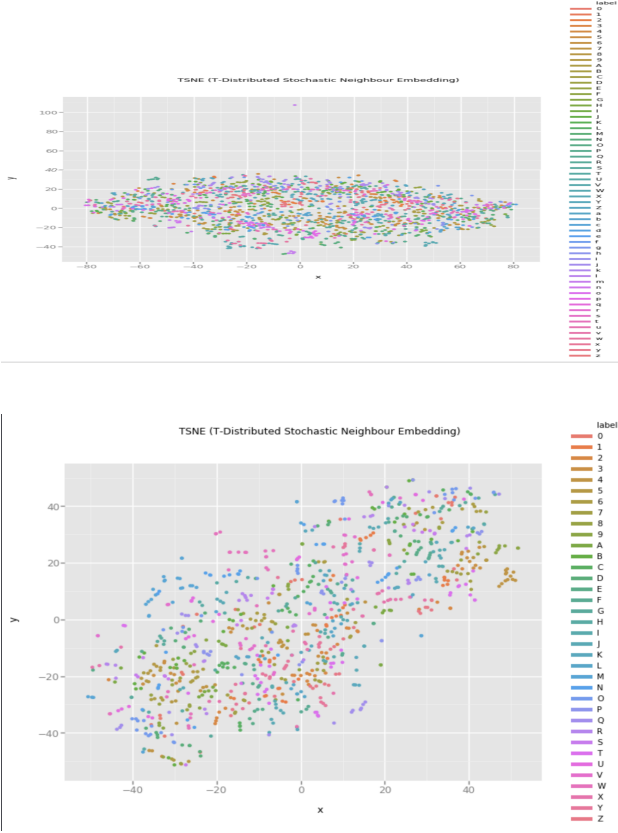 label
0
1
2
3
4
5
6
7
8
9
A
B
C
D
E
F
G
H
I
J
K
L
M
N
O
P
Q
R
S
T
U
V
W
X
Y
Z
a
b
c
d
e
f
g
h
i
j
k
l
m
n
o
p
q
r
s
t
u
v
w
x
y
z
TSNE (T-Distributed Stochastic Neighbour Embedding)
100
80
60
40
20
0
−20
−40
y
−80
−60
−40
−20
0
20
40
60
80
x
TSNE (T-Distributed Stochastic Neighbour Embedding)
40
20
0
−20
−40
y
−40
−20
0
20
40
x
label
0
1
2
3
4
5
6
7
8
9
A
B
C
D
E
F
G
H
I
J
K
L
M
N
O
P
Q
R
S
T
U
V
W
X
Y
Z